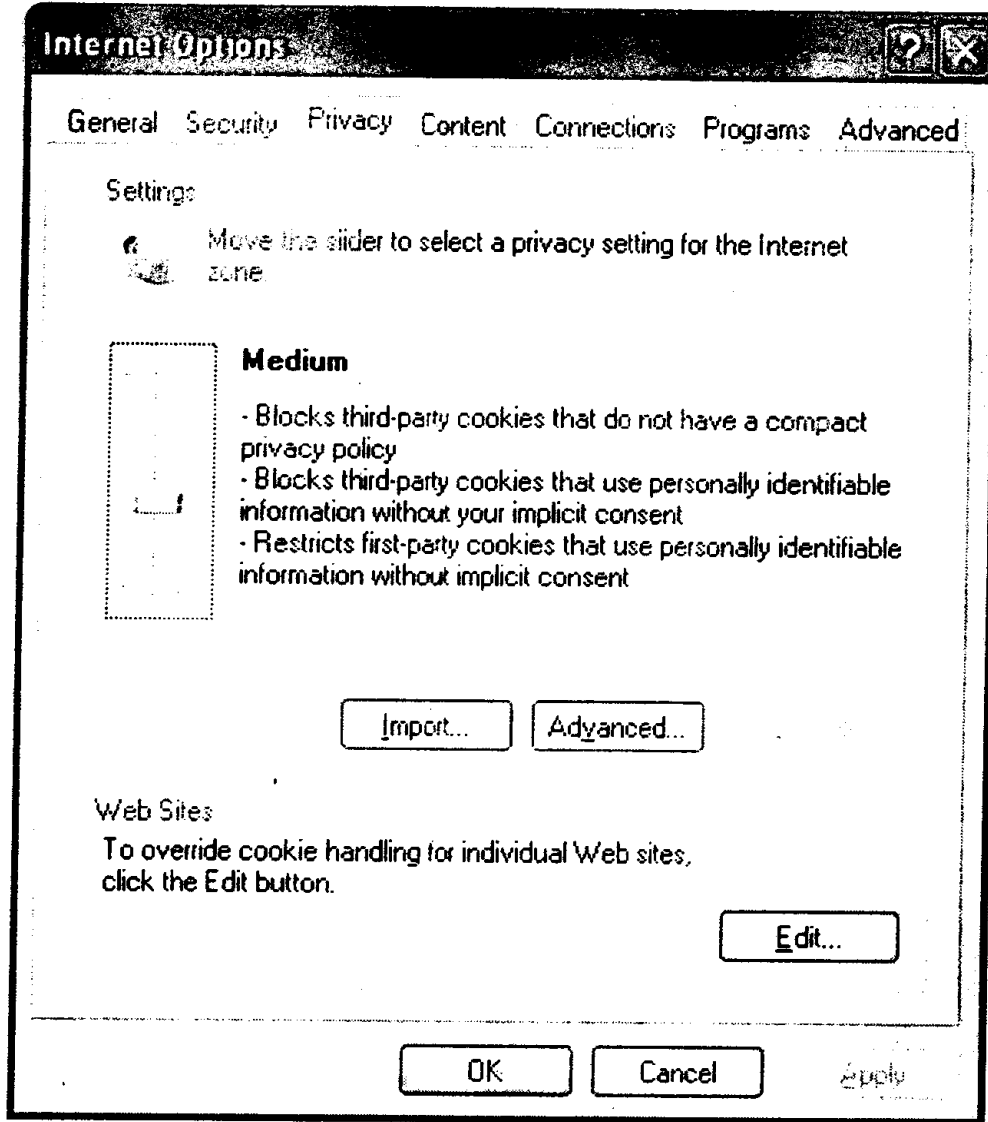 Internet Options
General Security Privacy Content Connections Programs Advanced
Settings
Move the slider to select a privacy setting for the Internet
zone.
Medium
- Blocks third-party cookies that do not have a compact
privacy policy
- Blocks third-party cookies that use personally identifiable
information without your implicit consent
- Restricts first-party cookies that use personally identifiable
information without implicit consent
Import... Advanced...
Web Sites
To override cookie handling for individual Web sites,
click the Edit button.
Edit...
OK Cancel Apply